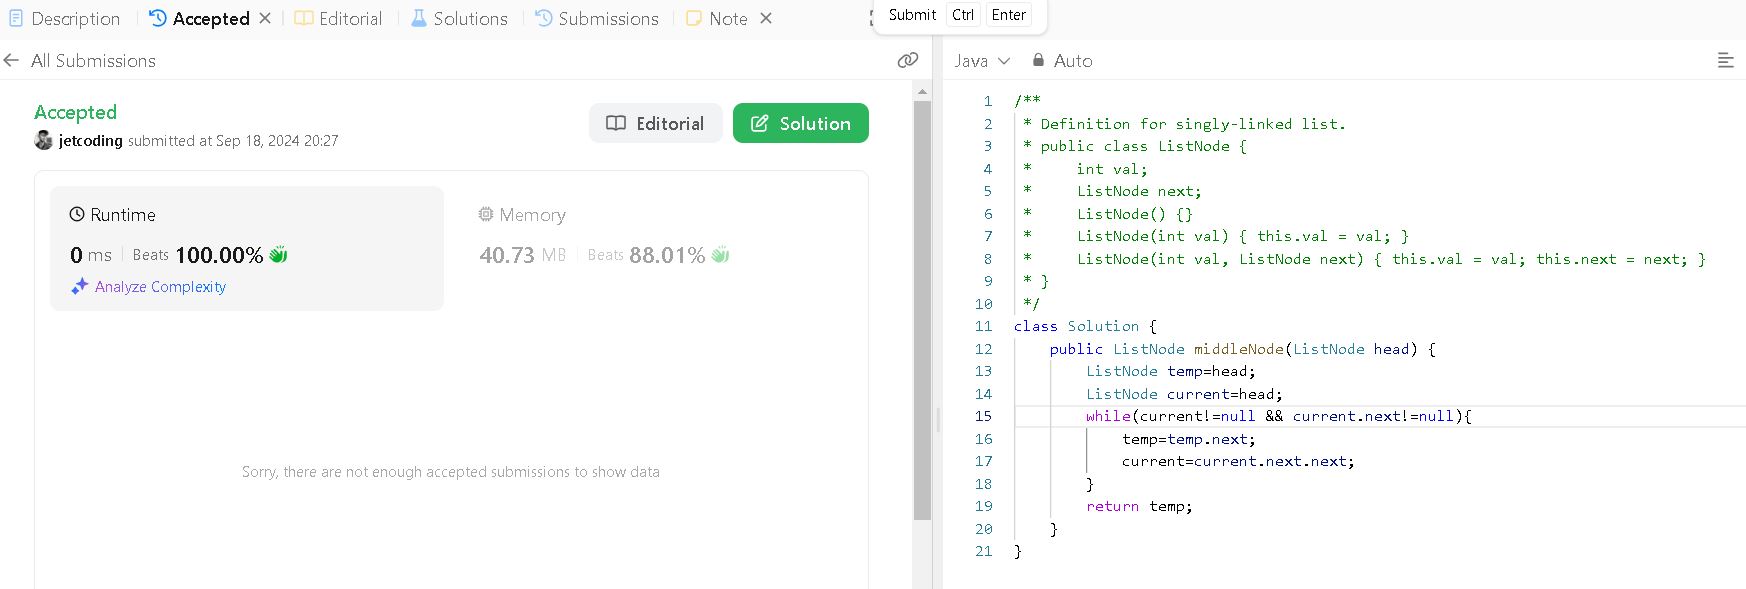 Description
Accepted
Editorial
Solutions
Submissions
Note
Submit Ctrl Enter
All Submissions
Accepted
jetcoding submitted at Sep 18, 2024 20:27
Editorial
Solution
Runtime
0 ms Beats 100.00%
Analyze Complexity
Memory
40.73 MB Beats 88.01%
Sorry, there are not enough accepted submissions to show data
Java Auto
1 /**
2 * Definition for singly-linked list.
3 * public class ListNode {
4 *     int val;
5 *     ListNode next;
6 *     ListNode() {}
7 *     ListNode(int val) { this.val = val; }
8 *     ListNode(int val, ListNode next) { this.val = val; this.next = next; }
9 * }
10 */
11 class Solution {
12     public ListNode middleNode(ListNode head) {
13         ListNode temp=head;
14         ListNode current=head;
15         while(current!=null && current.next!=null){
16             temp=temp.next;
17             current=current.next.next;
18         }
19         return temp;
20     }
21 }